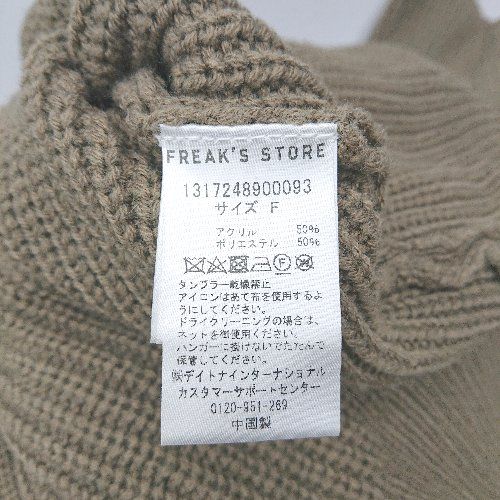 FREAK'S STORE
1317248900093
サイズ F
アクリル 50%
ポリエステル 50%
タンブラー乾燥禁止
アイロンはあて布を使用するよ
うにしてください。
ドライクリーニングの場合は、
ネットを御使用ください。
ハンガーに掛けないでたたんで
保管してください。
㈱デイトナインターナショナル
カスタマーサポートセンター
0120-951-269
中国製